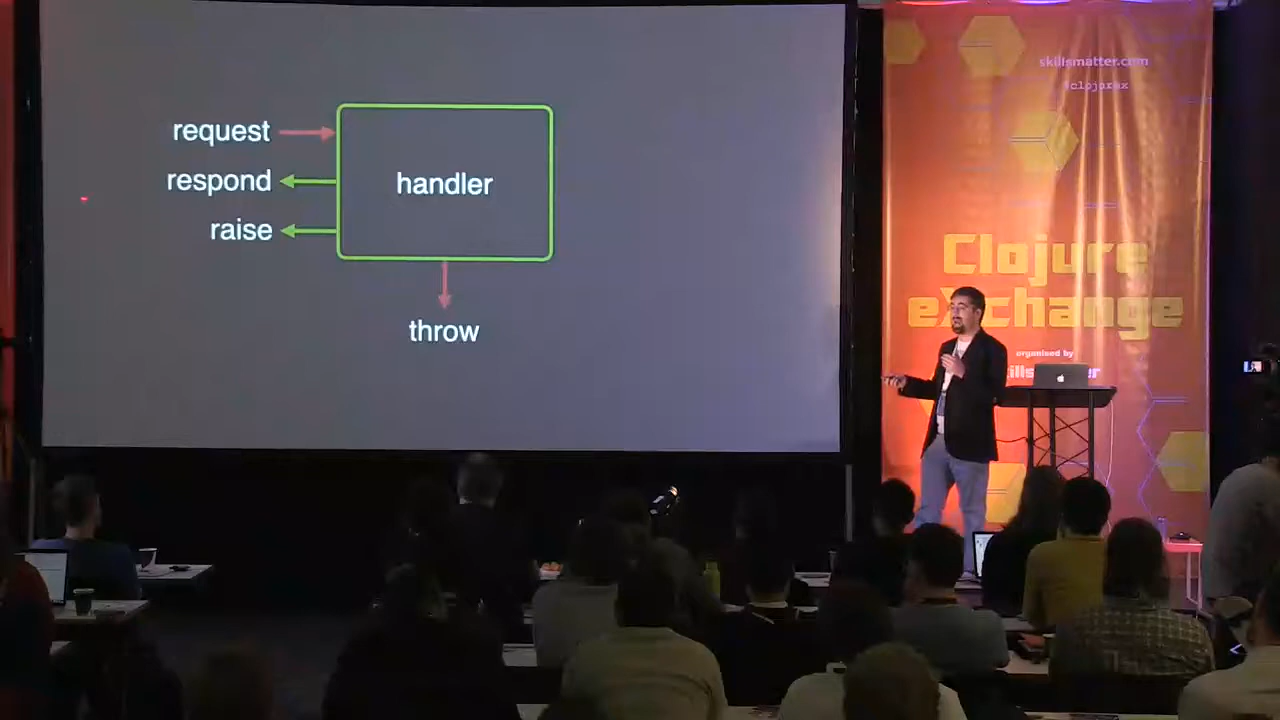 request
respond
raise
handler
throw
skillsmatter.com
#clojurex
Clojure
eXchange
organised by